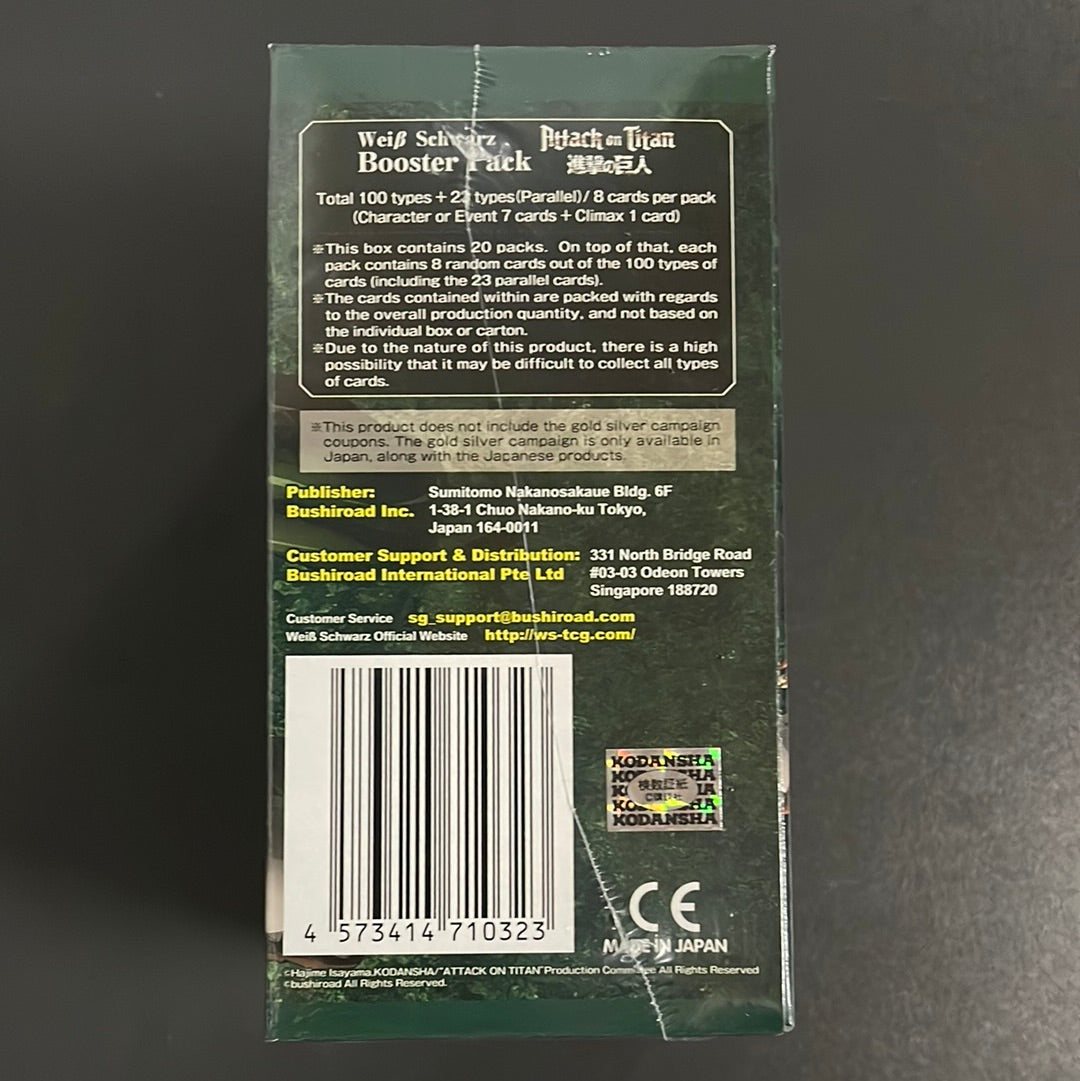 Weiß Schwarz
Booster Pack
Attack on Titan
進撃の巨人
Total 100 types + 23 types(Parallel)/ 8 cards per pack
(Character or Event 7 cards + Climax 1 card)
※This box contains 20 packs. On top of that, each
pack contains 8 random cards out of the 100 types of
cards (including the 23 parallel cards).
※The cards contained within are packed with regards
to the overall production quantity, and not based on
the individual box or carton.
※Due to the nature of this product, there is a high
possibility that it may be difficult to collect all types
of cards.
※This product does not include the gold silver campaign
coupons. The gold silver campaign is only available in
Japan, along with the Japanese products.
Publisher: Sumitomo Nakanosakaue Bldg. 6F
Bushiroad Inc. 1-38-1 Chuo Nakano-ku Tokyo,
Japan 164-0011
Customer Support & Distribution: 331 North Bridge Road
Bushiroad International Pte Ltd #03-03 Odeon Towers
Singapore 188720
Customer Service sg_support@bushiroad.com
Weiß Schwarz Official Website http://ws-tcg.com/
KODANSHA
検数証紙
KODANSHA
CE
MADE IN JAPAN
4 573414 710323
©Hajime Isayama,KODANSHA/"ATTACK ON TITAN"Production Committee All Rights Reserved
©bushiroad All Rights Reserved.